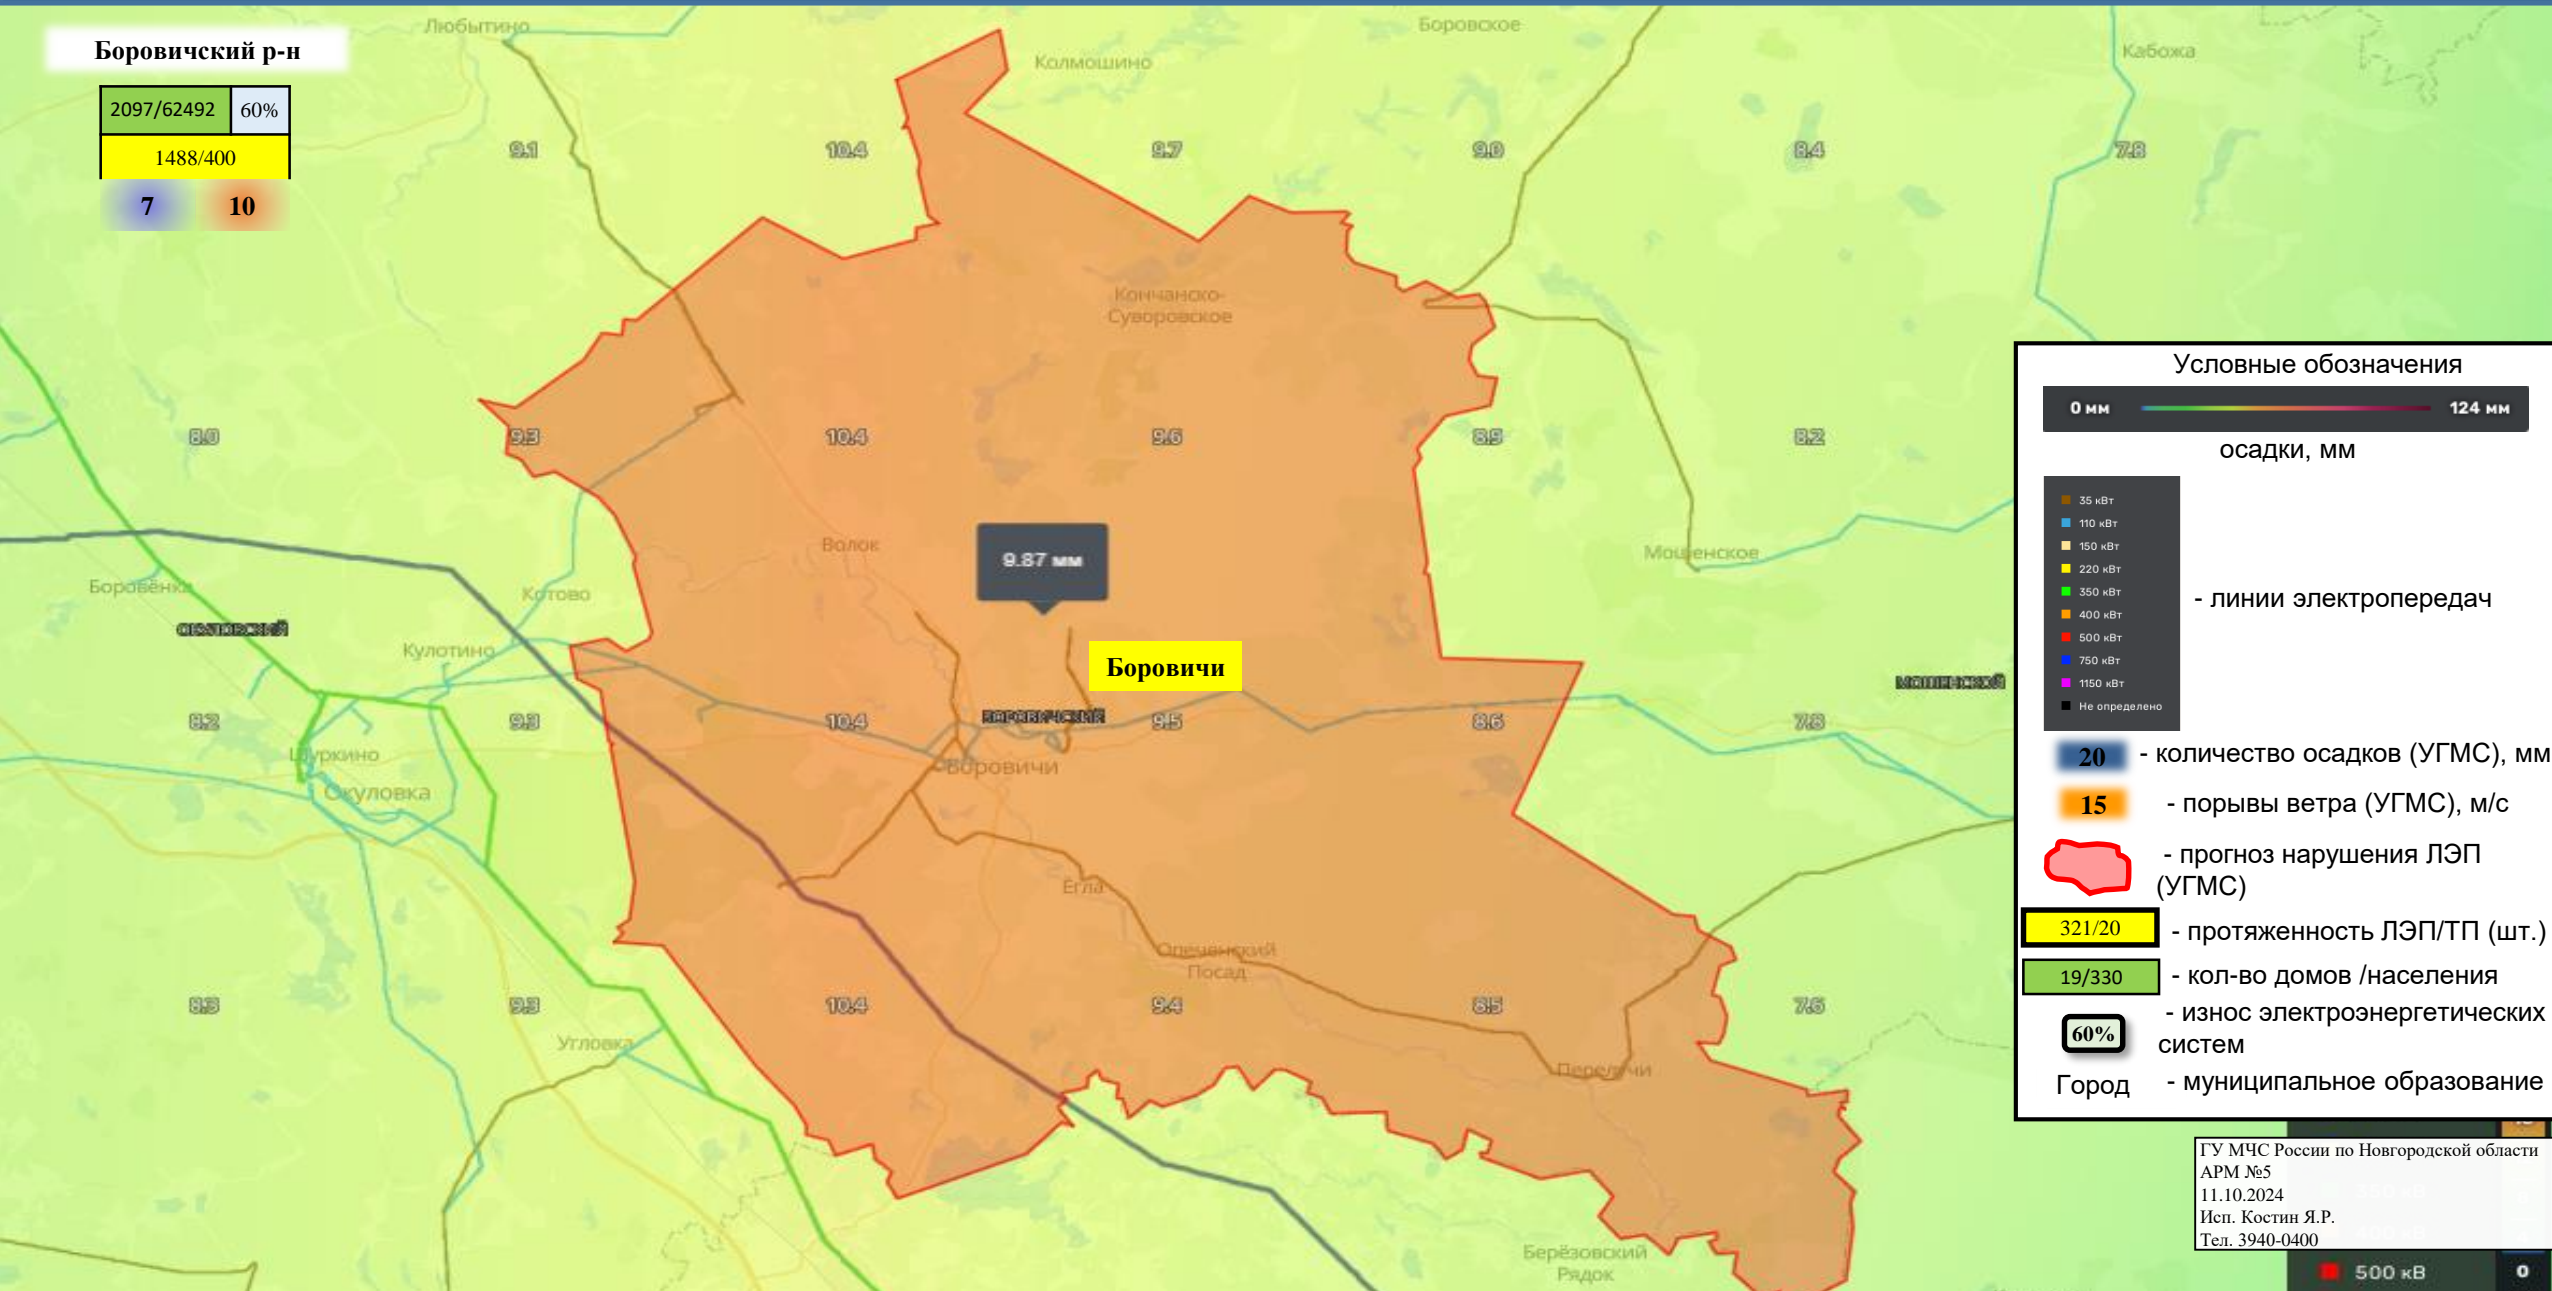 Любытино
Боровское
Кабожа
Колмошино
Боровичский р-н
2097/62492 60%
1488/400
7 10
9.1 10.4 9.7 9.0 8.4 7.8
Кончанско-
Суворовское
8.0 9.3 10.4 9.6 8.9 8.2
Волок
9.87 мм
Мошенское
Боровёнка
Котово
ОКУЛОВСКИЙ
Кулотино
Боровичи
МОШЕНСКОЙ
8.2 9.3 10.4 БОРОВИЧСКИЙ 9.5 8.6 7.8
Шуркино
Боровичи
Окуловка
Ёгла
Опеченский
Посад
8.3 9.3 10.4 9.4 8.5 7.6
Угловка
Перелучи
Берёзовский
Рядок
Условные обозначения
0 мм 124 мм
осадки, мм
35 кВт
110 кВт
150 кВт
220 кВт
350 кВт
400 кВт
500 кВт
750 кВт
1150 кВт
Не определено
- линии электропередач
20 - количество осадков (УГМС), мм
15 - порывы ветра (УГМС), м/с
- прогноз нарушения ЛЭП
(УГМС)
321/20 - протяженность ЛЭП/ТП (шт.)
19/330 - кол-во домов /населения
60% - износ электроэнергетических
систем
Город - муниципальное образование
ГУ МЧС России по Новгородской области
АРМ №5
11.10.2024
Исп. Костин Я.Р.
Тел. 3940-0400
500 кВ 0